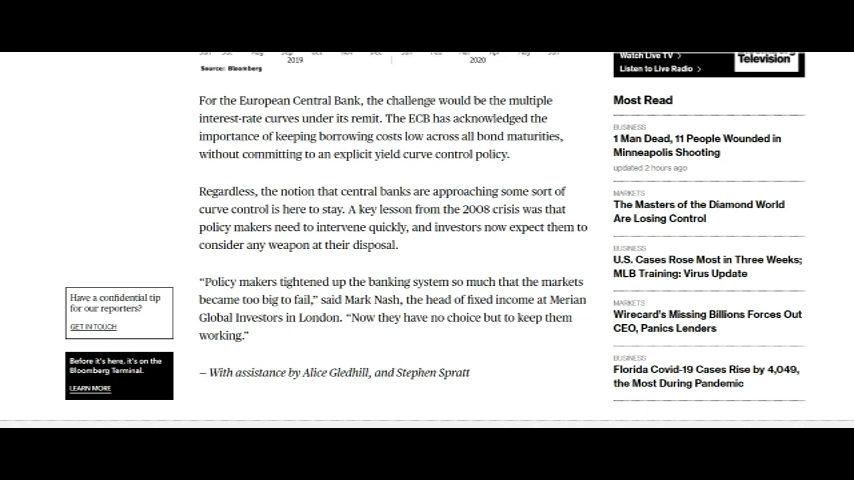 2019
2020
Source: Bloomberg
For the European Central Bank, the challenge would be the multiple
interest-rate curves under its remit. The ECB has acknowledged the
importance of keeping borrowing costs low across all bond maturities,
without committing to an explicit yield curve control policy.
Regardless, the notion that central banks are approaching some sort of
curve control is here to stay. A key lesson from the 2008 crisis was that
policy makers need to intervene quickly, and investors now expect them to
consider any weapon at their disposal.
“Policy makers tightened up the banking system so much that the markets
became too big to fail,” said Mark Nash, the head of fixed income at Merian
Global Investors in London. “Now they have no choice but to keep them
working.”
— With assistance by Alice Gledhill, and Stephen Spratt
Have a confidential tip
for our reporters?
GET IN TOUCH
Before it's here, it's on the
Bloomberg Terminal.
LEARN MORE
Watch Live TV >
Listen to Live Radio >
Television
Most Read
BUSINESS
1 Man Dead, 11 People Wounded in
Minneapolis Shooting
updated 2 hours ago
MARKETS
The Masters of the Diamond World
Are Losing Control
BUSINESS
U.S. Cases Rose Most in Three Weeks;
MLB Training: Virus Update
MARKETS
Wirecard's Missing Billions Forces Out
CEO, Panics Lenders
BUSINESS
Florida Covid-19 Cases Rise by 4,049,
the Most During Pandemic